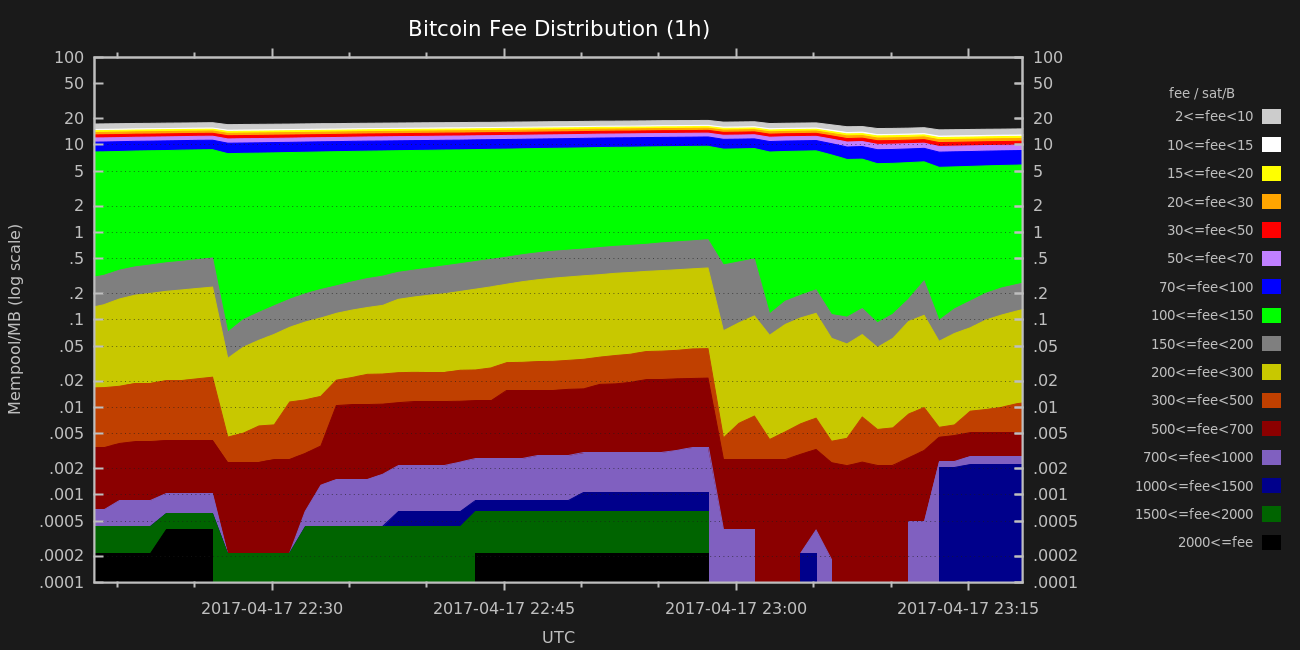 Bitcoin Fee Distribution (1h)
Mempool/MB (log scale)
100
50
20
10
5
2
1
.5
.2
.1
.05
.02
.01
.005
.002
.001
.0005
.0002
.0001
100
50
20
10
5
2
1
.5
.2
.1
.05
.02
.01
.005
.002
.001
.0005
.0002
.0001
2017-04-17 22:30
2017-04-17 22:45
2017-04-17 23:00
2017-04-17 23:15
UTC
fee / sat/B
2<=fee<10
10<=fee<15
15<=fee<20
20<=fee<30
30<=fee<50
50<=fee<70
70<=fee<100
100<=fee<150
150<=fee<200
200<=fee<300
300<=fee<500
500<=fee<700
700<=fee<1000
1000<=fee<1500
1500<=fee<2000
2000<=fee